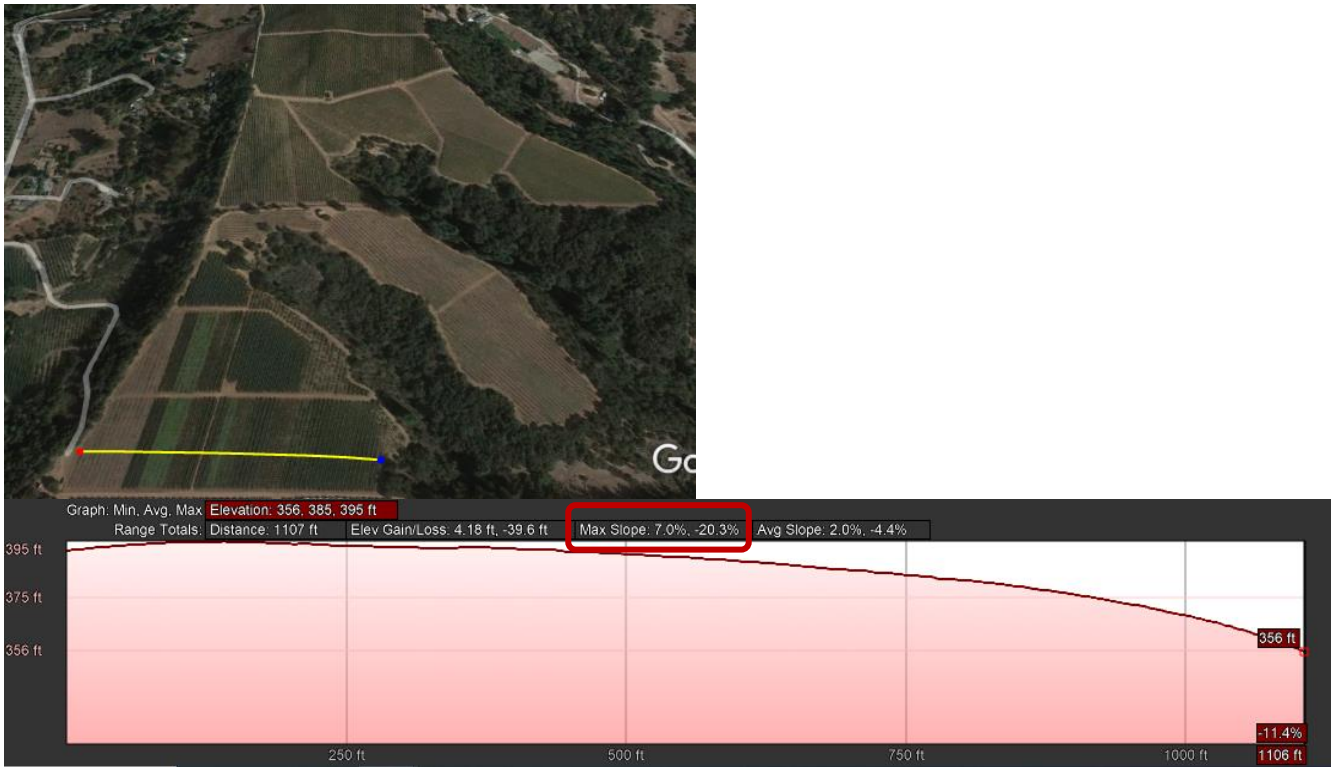 Go
Graph: Min, Avg, Max Elevation: 356, 385, 395 ft
Range Totals: Distance: 1107 ft Elev Gain/Loss: 4.18 ft, -39.6 ft Max Slope: 7.0%, -20.3% Avg Slope: 2.0%, -4.4%
395 ft
375 ft
356 ft
356 ft
-11.4%
250 ft 500 ft 750 ft 1000 ft 1106 ft